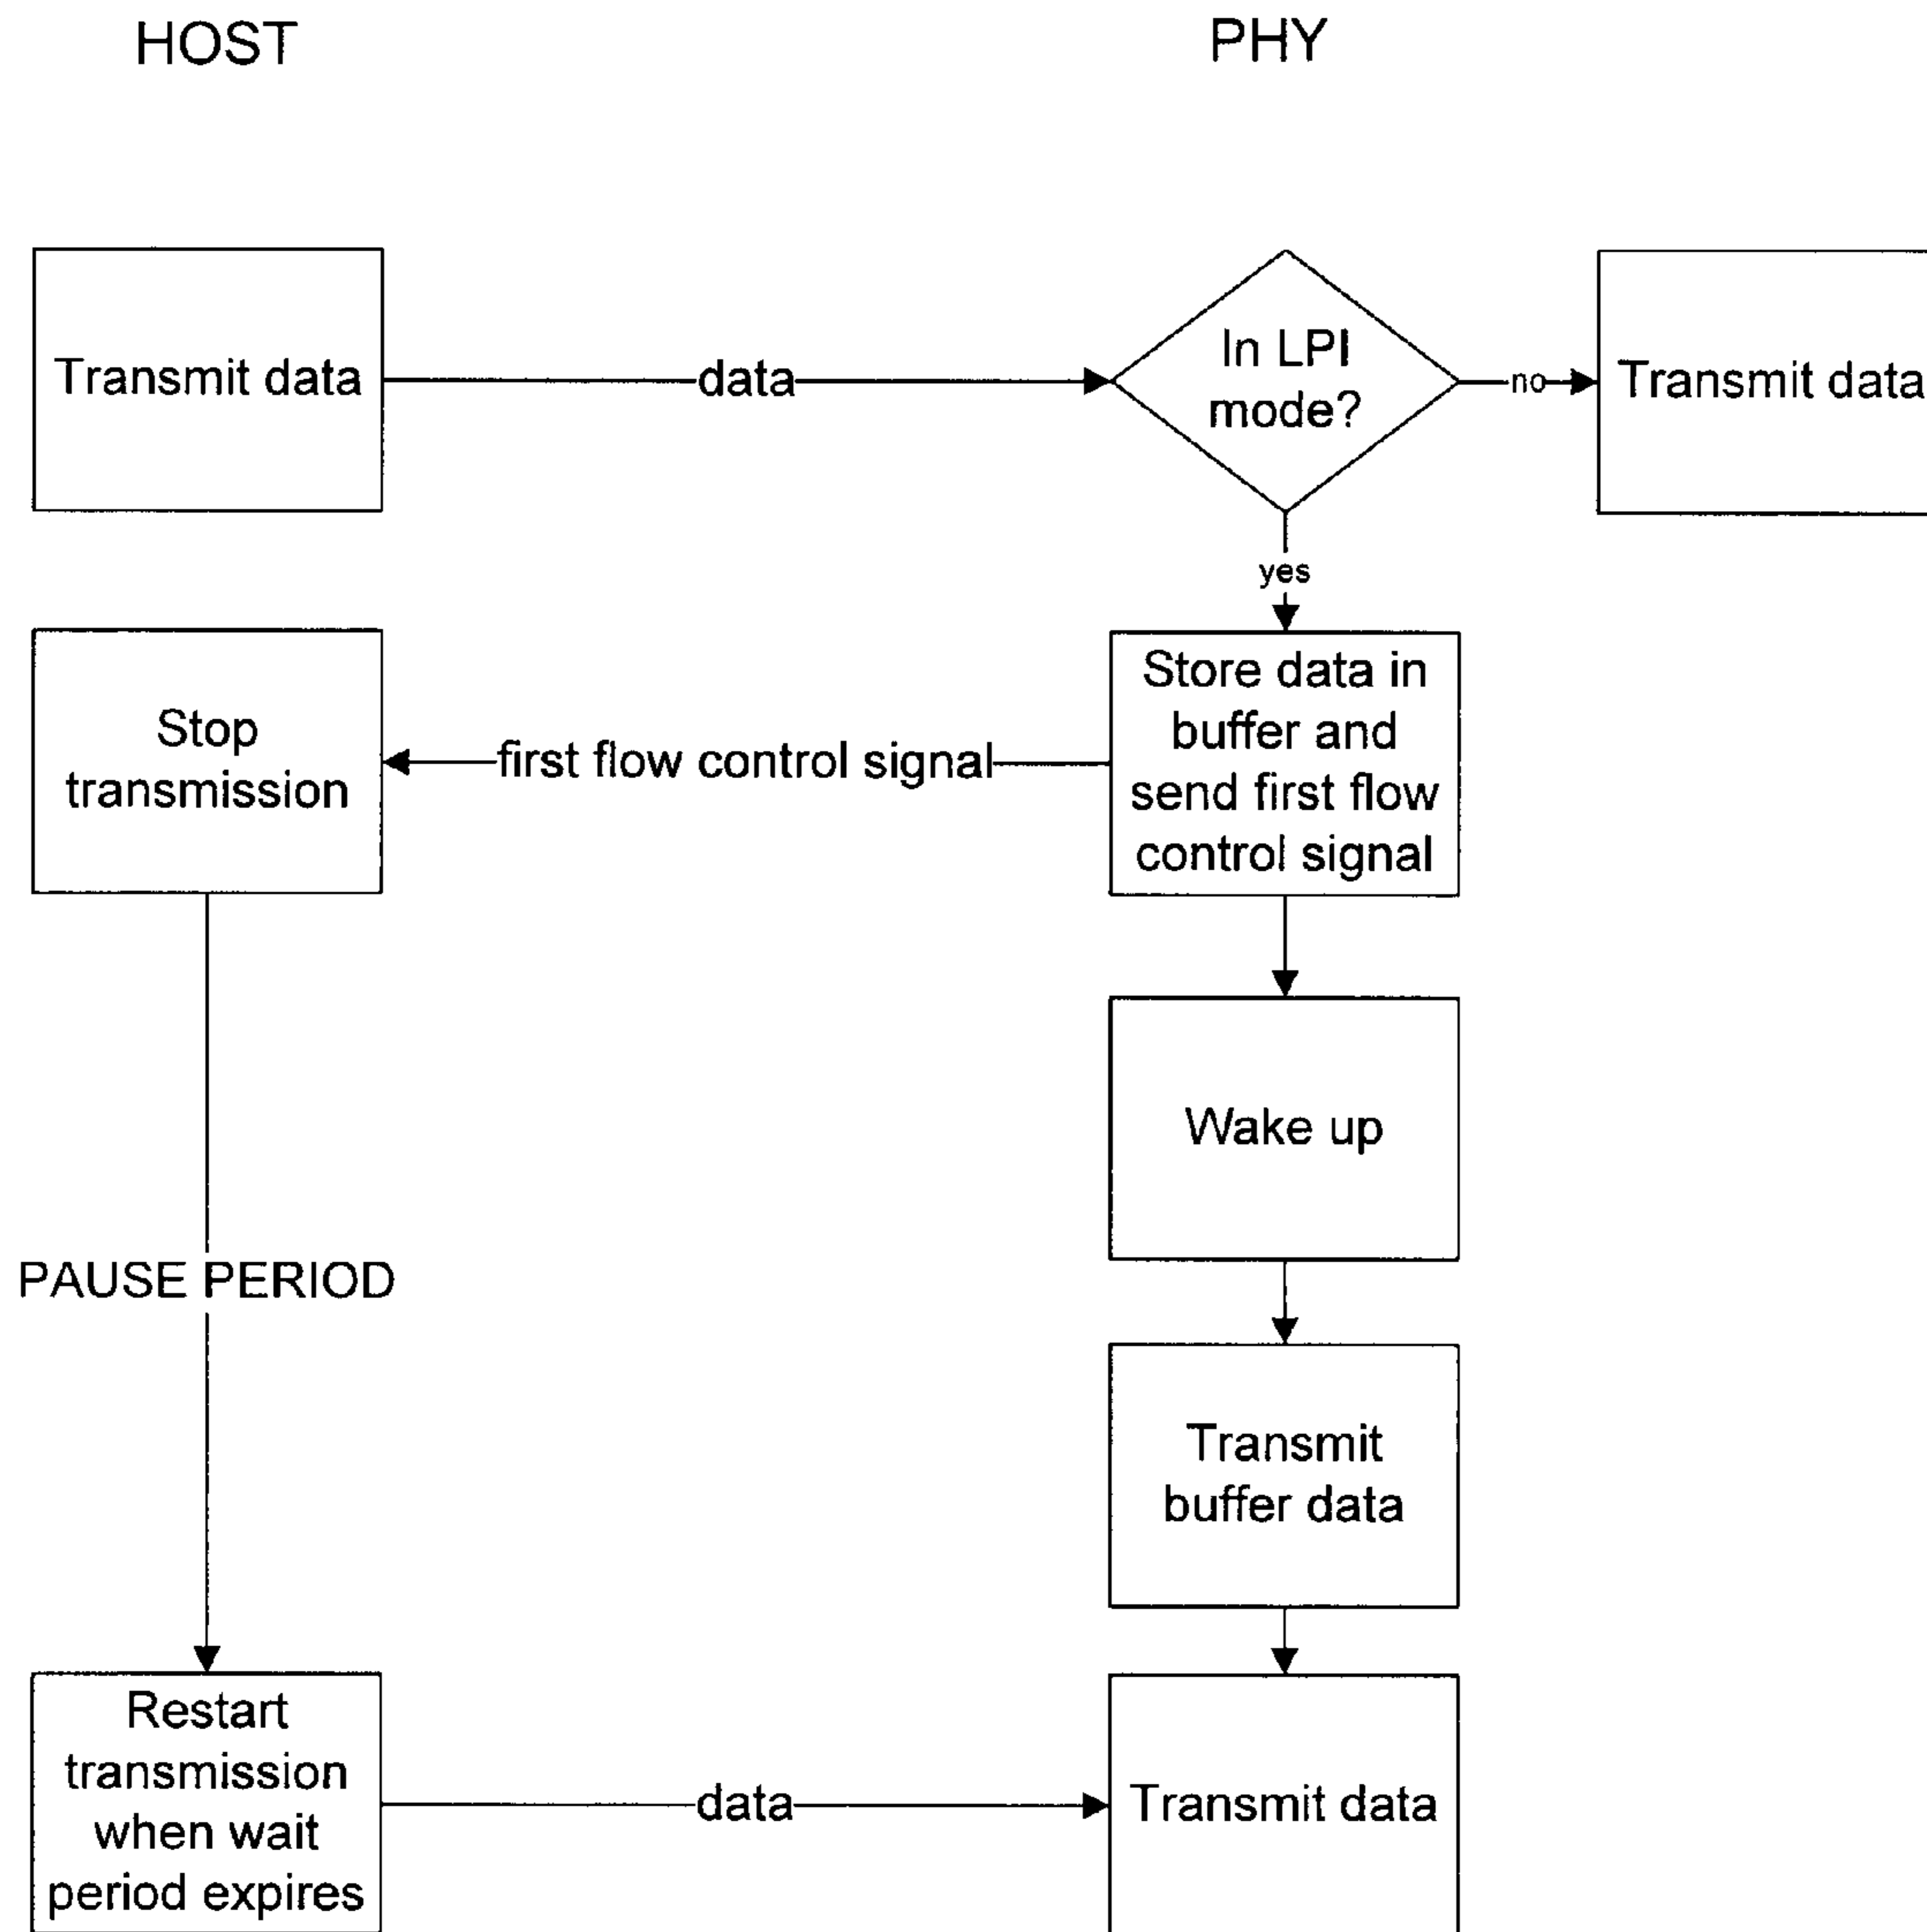 HOST
PHY
Transmit data
data
In LPI
mode?
no
Transmit data
yes
Stop
transmission
first flow control signal
Store data in
buffer and
send first flow
control signal
Wake up
PAUSE PERIOD
Transmit
buffer data
Restart
transmission
when wait
period expires
data
Transmit data